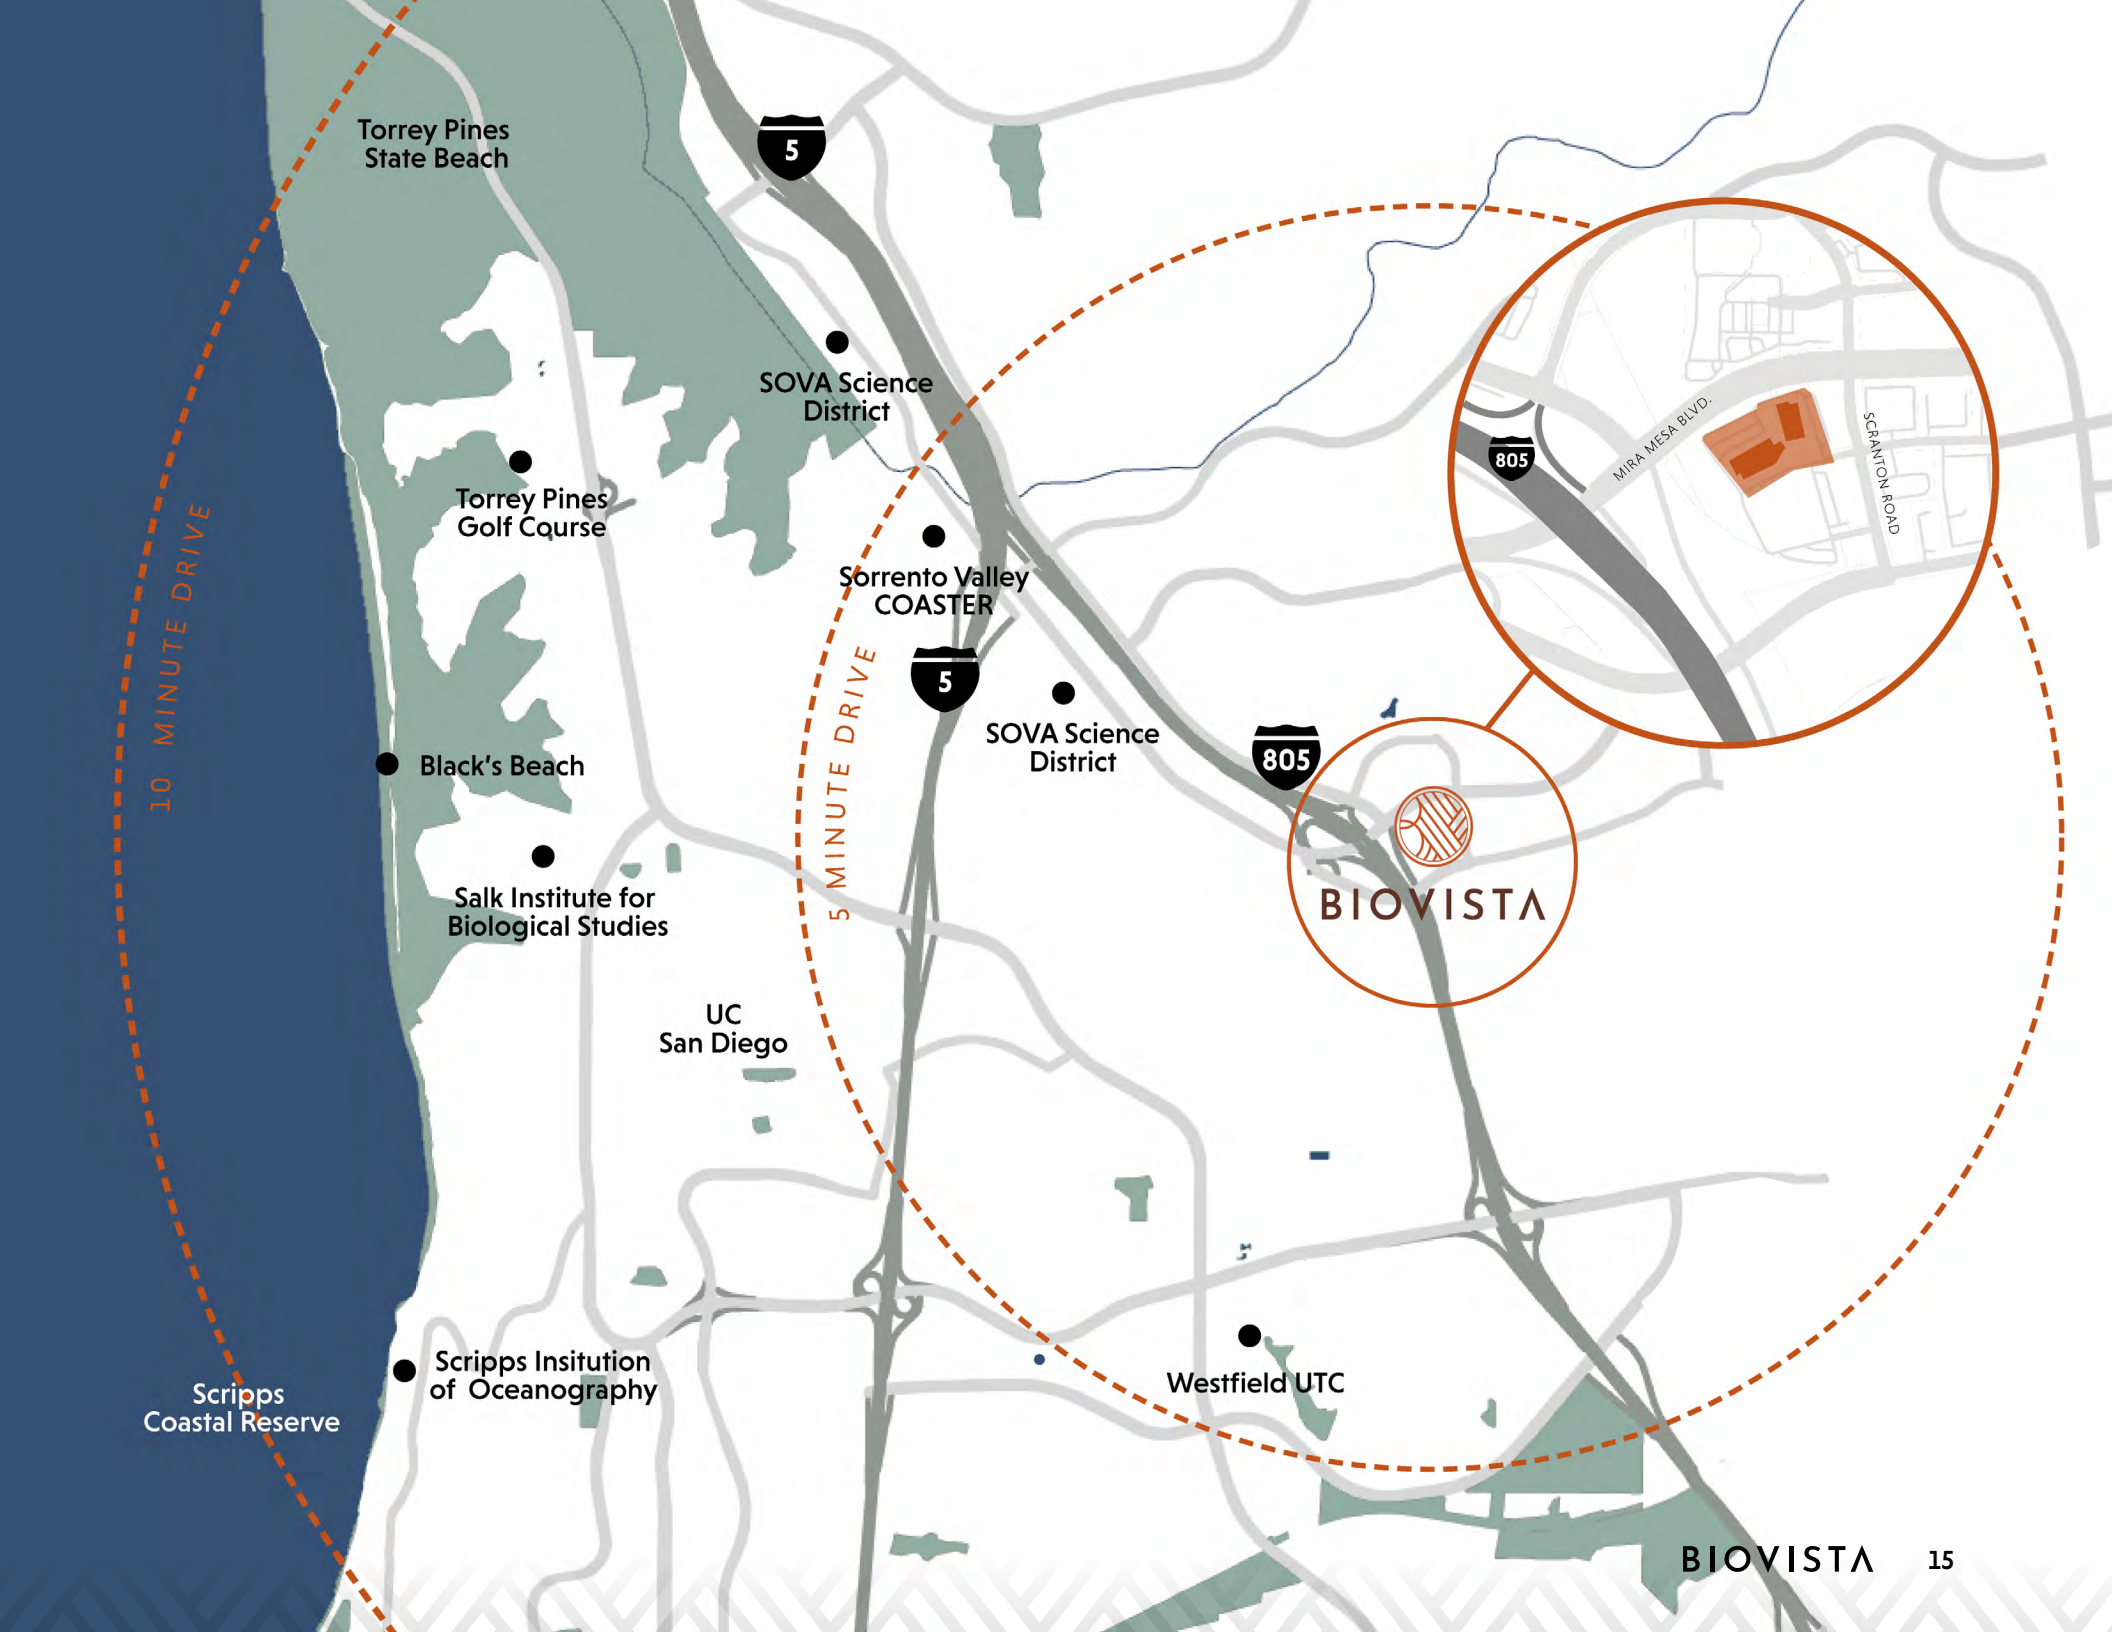 Torrey Pines
State Beach
5
SOVA Science
District
MIRA MESA BLVD.
SCRANTON ROAD
805
Torrey Pines
Golf Course
10 MINUTE DRIVE
Sorrento Valley
COASTER
5
5 MINUTE DRIVE
SOVA Science
District
805
Black's Beach
BIOVISTA
Salk Institute for
Biological Studies
UC
San Diego
Scripps Insitution
of Oceanography
Westfield UTC
Scripps
Coastal Reserve
BIOVISTA 15